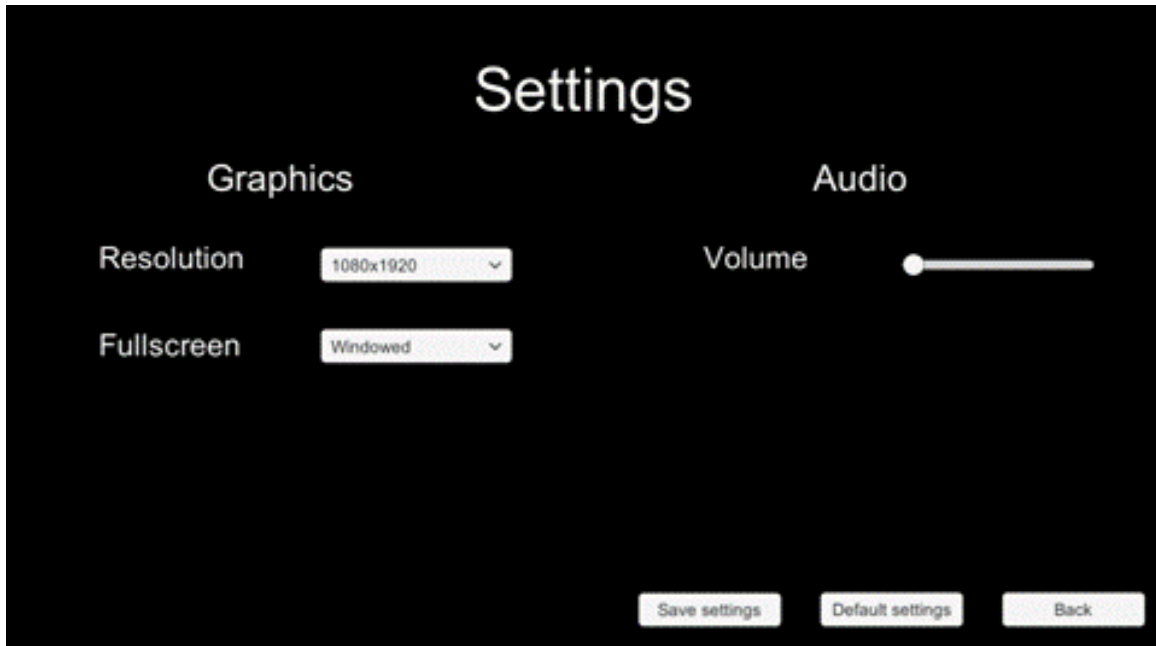 Settings
Graphics
Audio
Resolution
1080x1920
Volume
Fullscreen
Windowed
Save settings
Default settings
Back